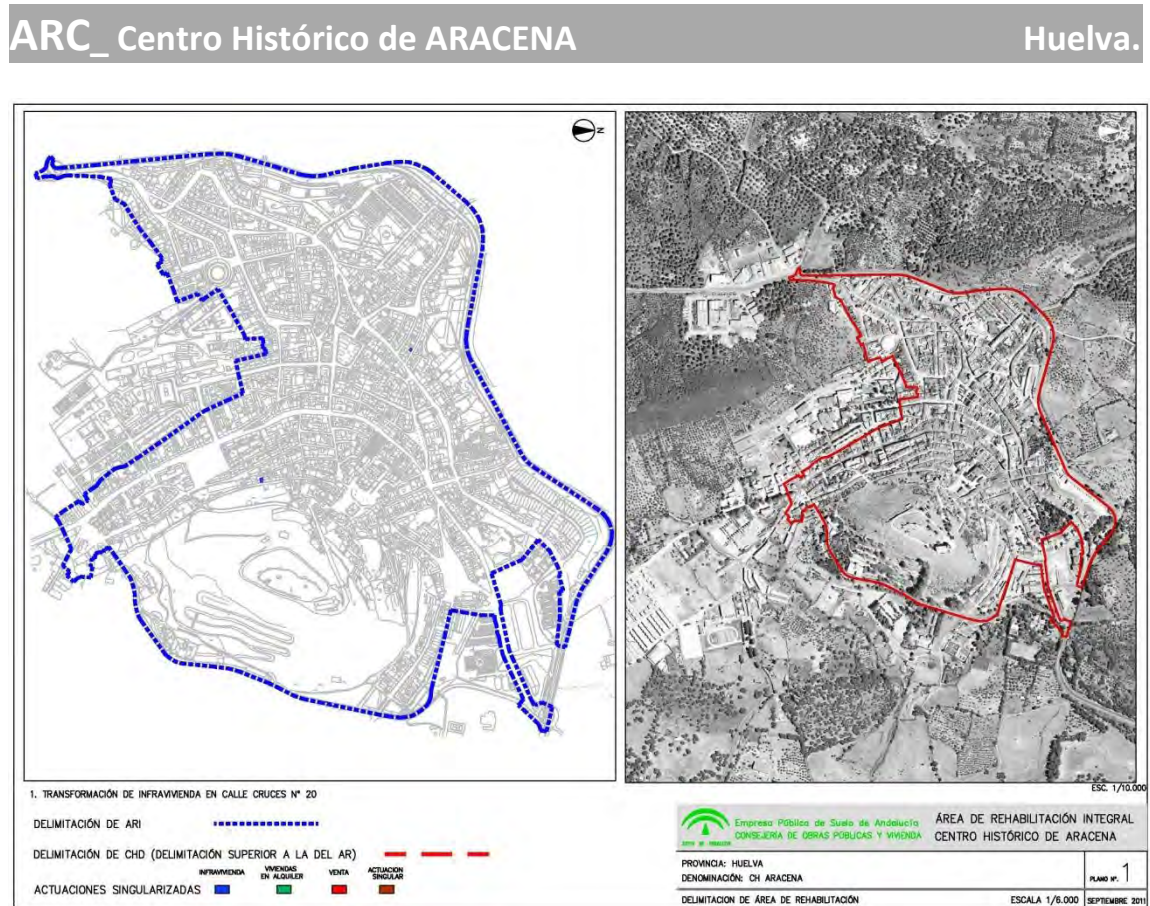 ARC_ Centro Histórico de ARACENA Huelva.
N
ESC. 1/10.000
1. TRANSFORMACIÓN DE INFRAVIVIENDA EN CALLE CRUCES Nº 20
DELIMITACIÓN DE ARI
DELIMITACIÓN DE CHD (DELIMITACIÓN SUPERIOR A LA DEL AR)
ACTUACIONES SINGULARIZADAS
INFRAVIVIENDA
VIVIENDAS EN ALQUILER
VENTA
ACTUACION SINGULAR
Empresa Pública de Suelo de Andalucía
CONSEJERÍA DE OBRAS PÚBLICAS Y VIVIENDA
ÁREA DE REHABILITACIÓN INTEGRAL
CENTRO HISTÓRICO DE ARACENA
PROVINCIA: HUELVA
DENOMINACIÓN: CH ARACENA
PLANO Nº. 1
DELIMITACION DE ÁREA DE REHABILITACIÓN
ESCALA 1/6.000
SEPTIEMBRE 2011